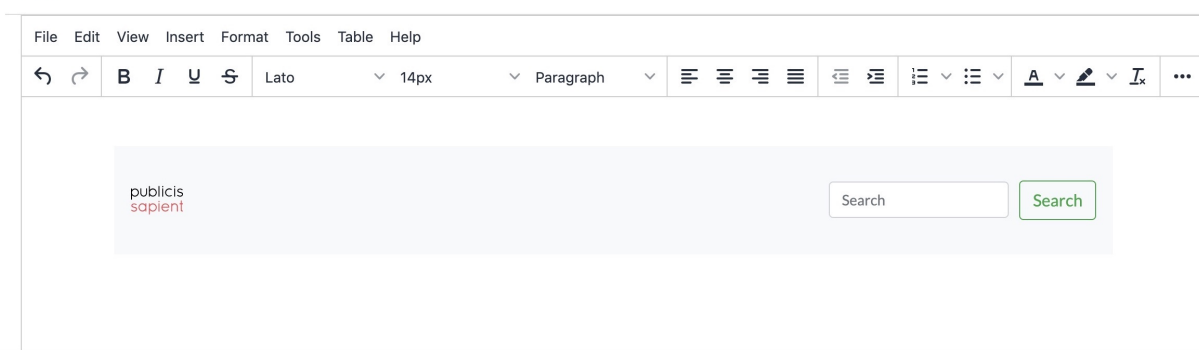 File Edit View Insert Format Tools Table Help
B I U S Lato 14px Paragraph A
publicis
sapient
Search Search